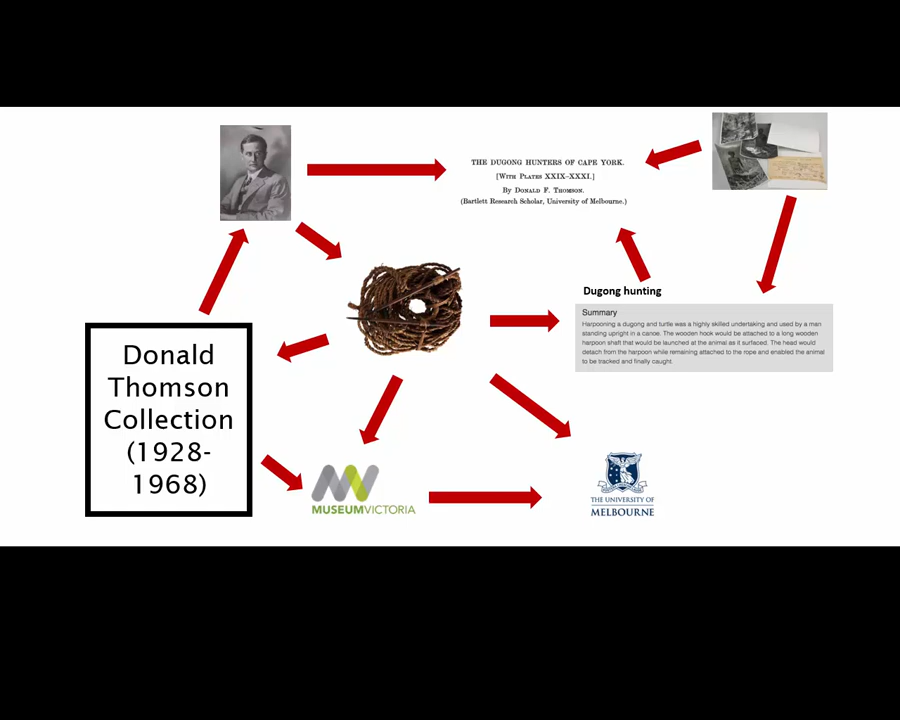 THE DUGONG HUNTERS OF CAPE YORK.
[WITH PLATES XXIX–XXXI.]
BY DONALD F. THOMSON.
(Bartlett Research Scholar, University of Melbourne.)
Dugong hunting
Summary
Harpooning a dugong and turtle was a highly skilled undertaking and used by a man
standing upright in a canoe. The wooden hook would be attached to a long wooden
harpoon shaft that would be launched at the animal as it surfaced. The head would
detach from the harpoon while remaining attached to the rope and enabled the animal
to be tracked and finally caught.
Donald
Thomson
Collection
(1928-
1968)
MUSEUMVICTORIA
THE UNIVERSITY OF
MELBOURNE